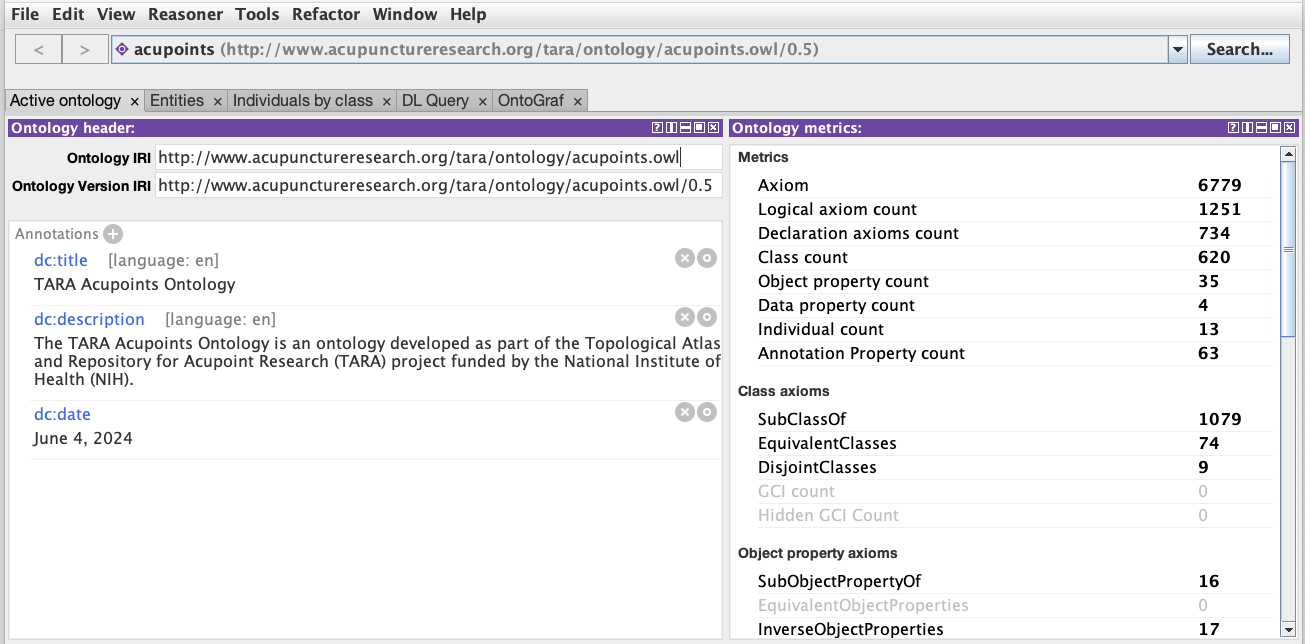 File Edit View Reasoner Tools Refactor Window Help
< > acupoints (http://www.acupunctureresearch.org/tara/ontology/acupoints.owl/0.5) Search...
Active ontology × Entities × Individuals by class × DL Query × OntoGraf ×
Ontology header:
Ontology IRI http://www.acupunctureresearch.org/tara/ontology/acupoints.owl
Ontology Version IRI http://www.acupunctureresearch.org/tara/ontology/acupoints.owl/0.5
Annotations
dc:title [language: en]
TARA Acupoints Ontology
dc:description [language: en]
The TARA Acupoints Ontology is an ontology developed as part of the Topological Atlas
and Repository for Acupoint Research (TARA) project funded by the National Institute of
Health (NIH).
dc:date
June 4, 2024
Ontology metrics:
Metrics
Axiom 6779
Logical axiom count 1251
Declaration axioms count 734
Class count 620
Object property count 35
Data property count 4
Individual count 13
Annotation Property count 63
Class axioms
SubClassOf 1079
EquivalentClasses 74
DisjointClasses 9
GCI count 0
Hidden GCI Count 0
Object property axioms
SubObjectPropertyOf 16
EquivalentObjectProperties 0
InverseObjectProperties 17